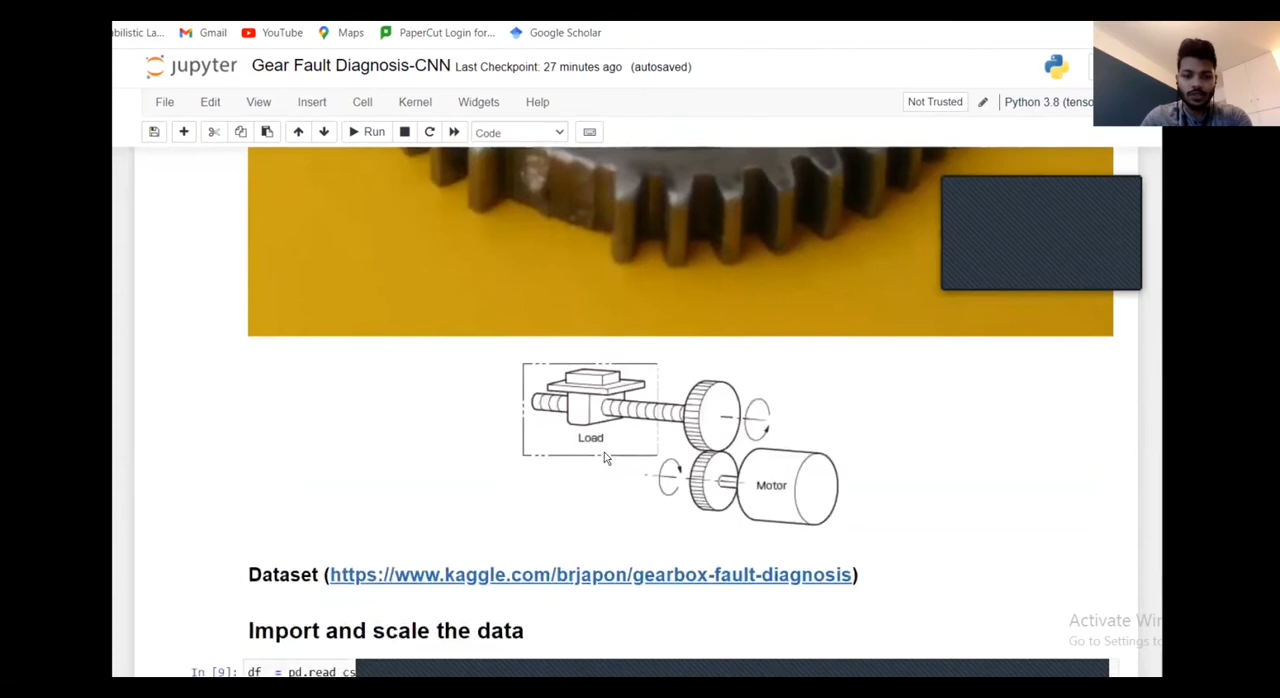 bilistic La... Gmail YouTube Maps PaperCut Login for... Google Scholar
jupyter Gear Fault Diagnosis-CNN Last Checkpoint: 27 minutes ago (autosaved)
File Edit View Insert Cell Kernel Widgets Help Not Trusted Python 3.8 (tenso
Run Code
Load
Motor
Dataset (https://www.kaggle.com/brjapon/gearbox-fault-diagnosis)
Import and scale the data
Activate Wi
Go to Settings to
In [9]: df = pd.read_cs